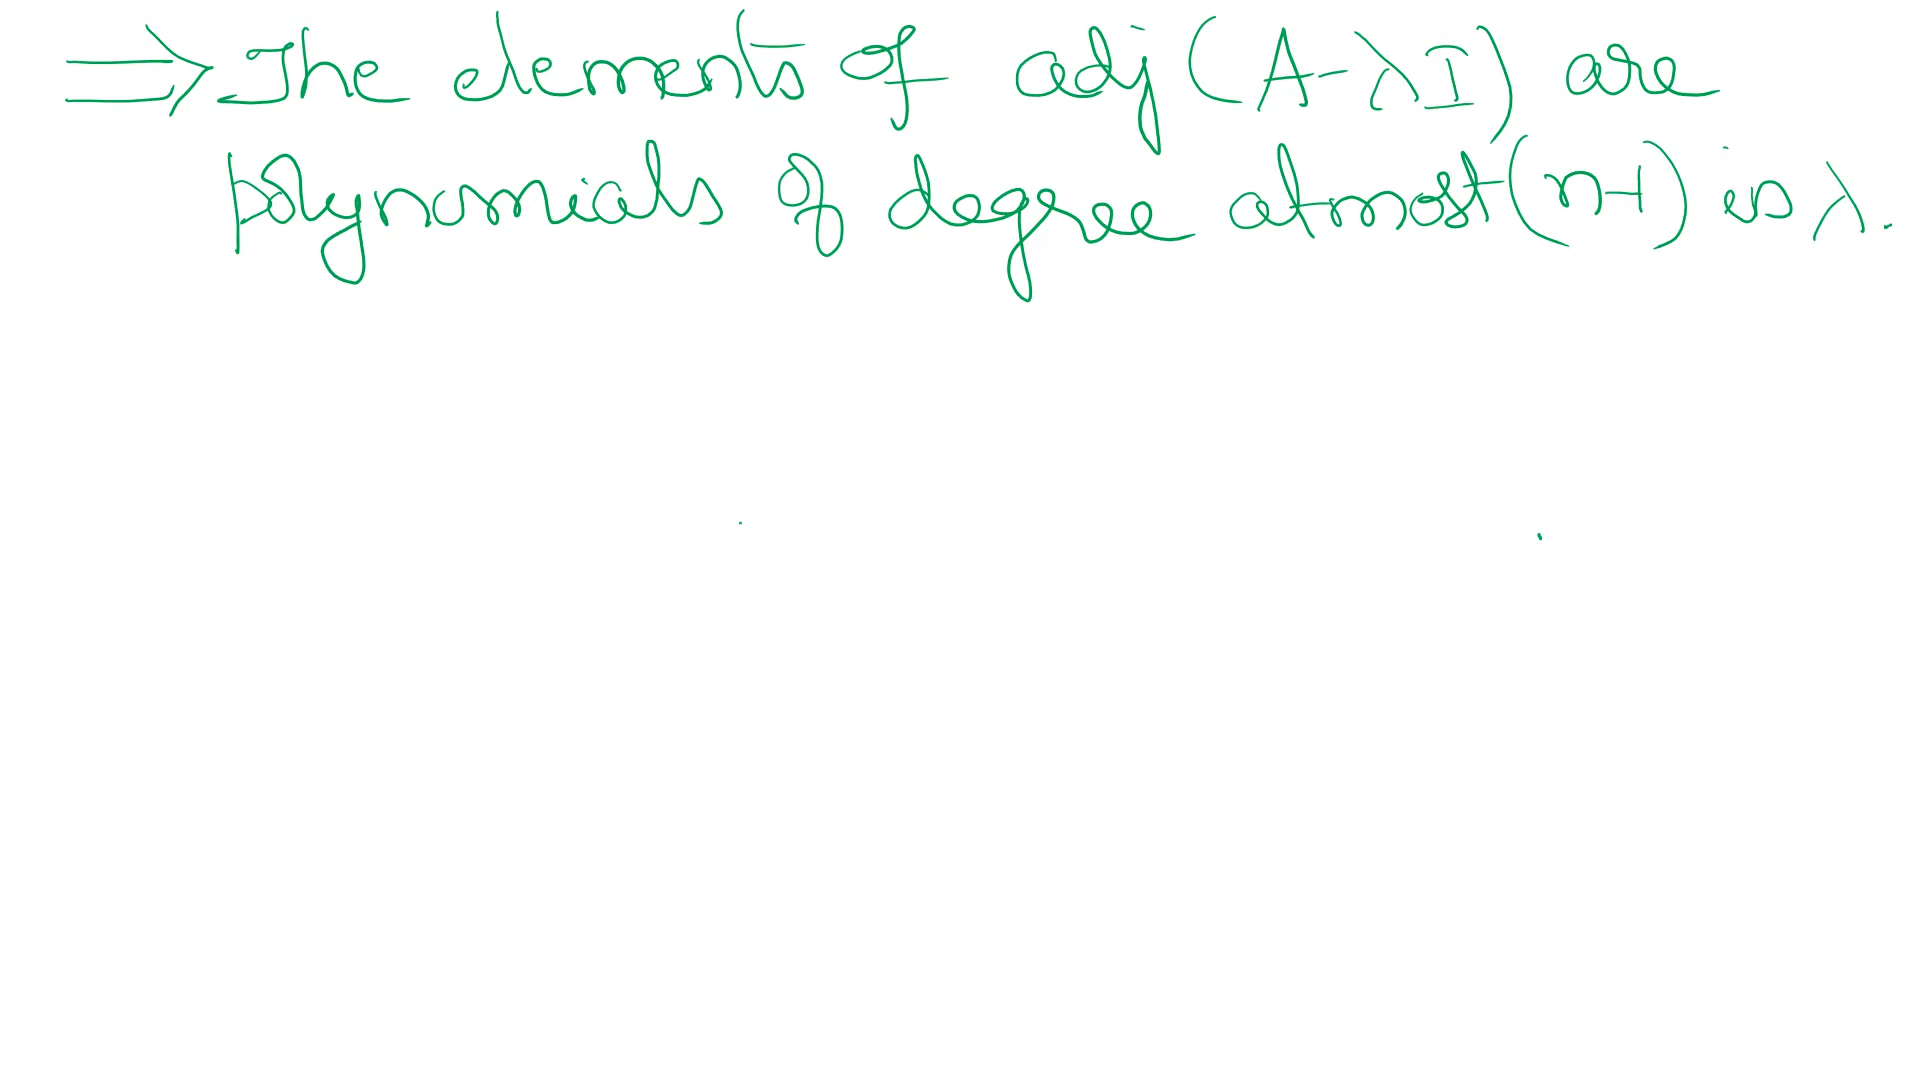 ⇒ The elements of adj(A-λI) are
polynomials of degree atmost (n-1) in λ.